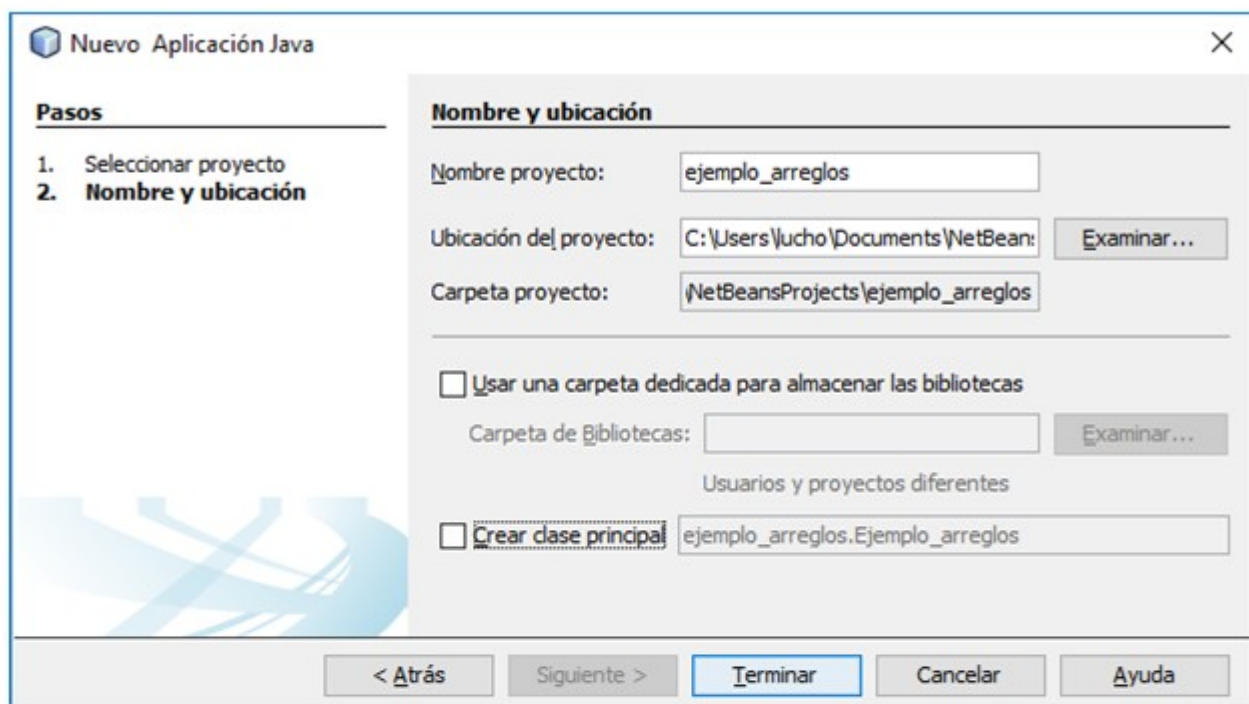 Nuevo Aplicación Java
Pasos
1. Seleccionar proyecto
2. Nombre y ubicación
Nombre y ubicación
Nombre proyecto: ejemplo_arreglos
Ubicación del proyecto: C:\Users\lucho\Documents\NetBeans Examinar...
Carpeta proyecto: \NetBeansProjects\ejemplo_arreglos
Usar una carpeta dedicada para almacenar las bibliotecas
Carpeta de Bibliotecas: Examinar...
Usuarios y proyectos diferentes
Crear clase principal ejemplo_arreglos.Ejemplo_arreglos
< Atrás Siguiente > Terminar Cancelar Ayuda